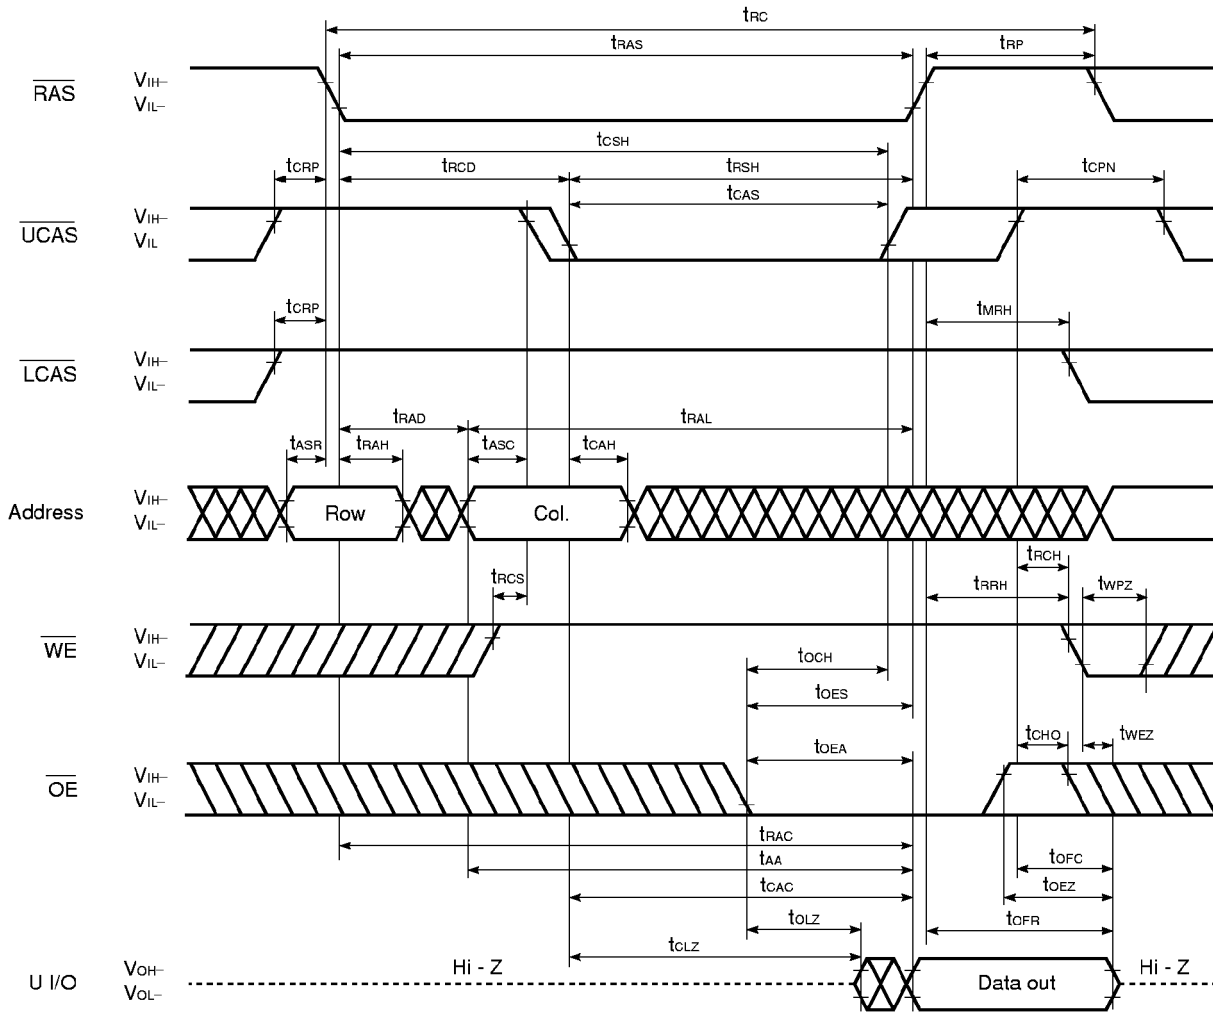 tRC
tRAS tRP
RAS VIH–
VIL–
tCSH
tCRP tRCD tRSH tCPN
tCAS
UCAS VIH–
VIL
tCRP tMRH
LCAS VIH–
VIL–
tRAD tRAL
tASR tRAH tASC tCAH
Address VIH–
VIL–
Row Col.
tRCH
tRCS tRRH tWPZ
WE VIH–
VIL–
tOCH
tOES
tCHO tWEZ
tOEA
OE VIH–
VIL–
tRAC
tAA tOFC
tCAC tOEZ
tOLZ tOFR
tCLZ
U I/O VOH–
VOL–
Hi - Z Data out Hi - Z